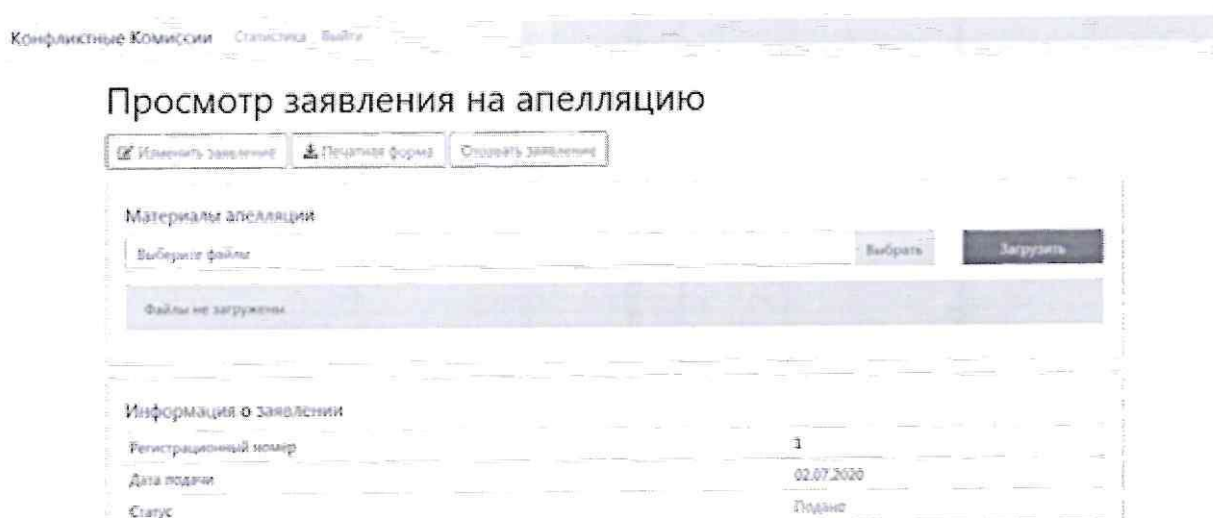 Конфликтные Комиссии Статистика Выйти
Просмотр заявления на апелляцию
Изменить заявление Печатная форма Отозвать заявление
Материалы апелляции
Выберите файлы Выбрать Загрузить
Файлы не загружены
Информация о заявлении
Регистрационный номер 1
Дата подачи 02.07.2020
Статус Подано